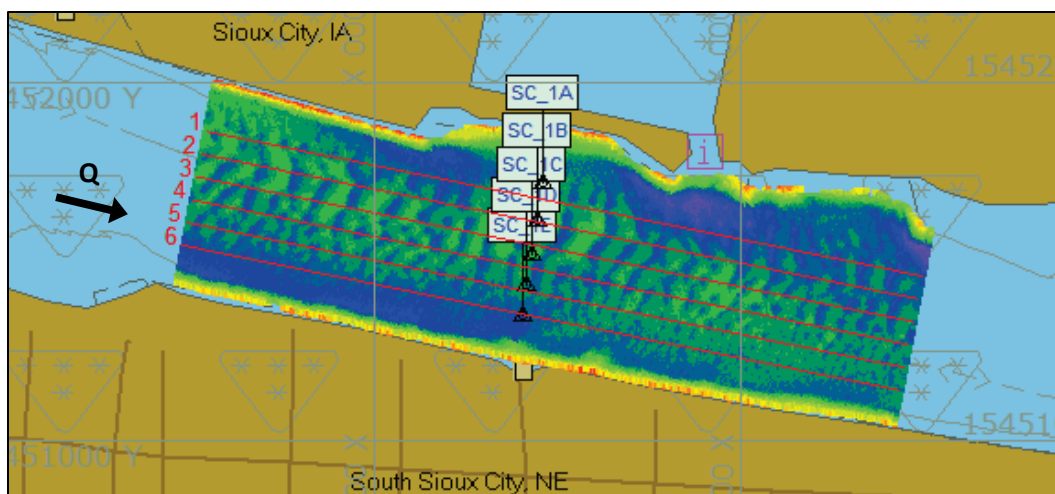 Sioux City, IA
15452
452000 Y
SC_1A
SC_1B
SC_1C
SC_1E
i
Q
1
2
3
4
5
6
15451
451000 Y
South Sioux City, NE